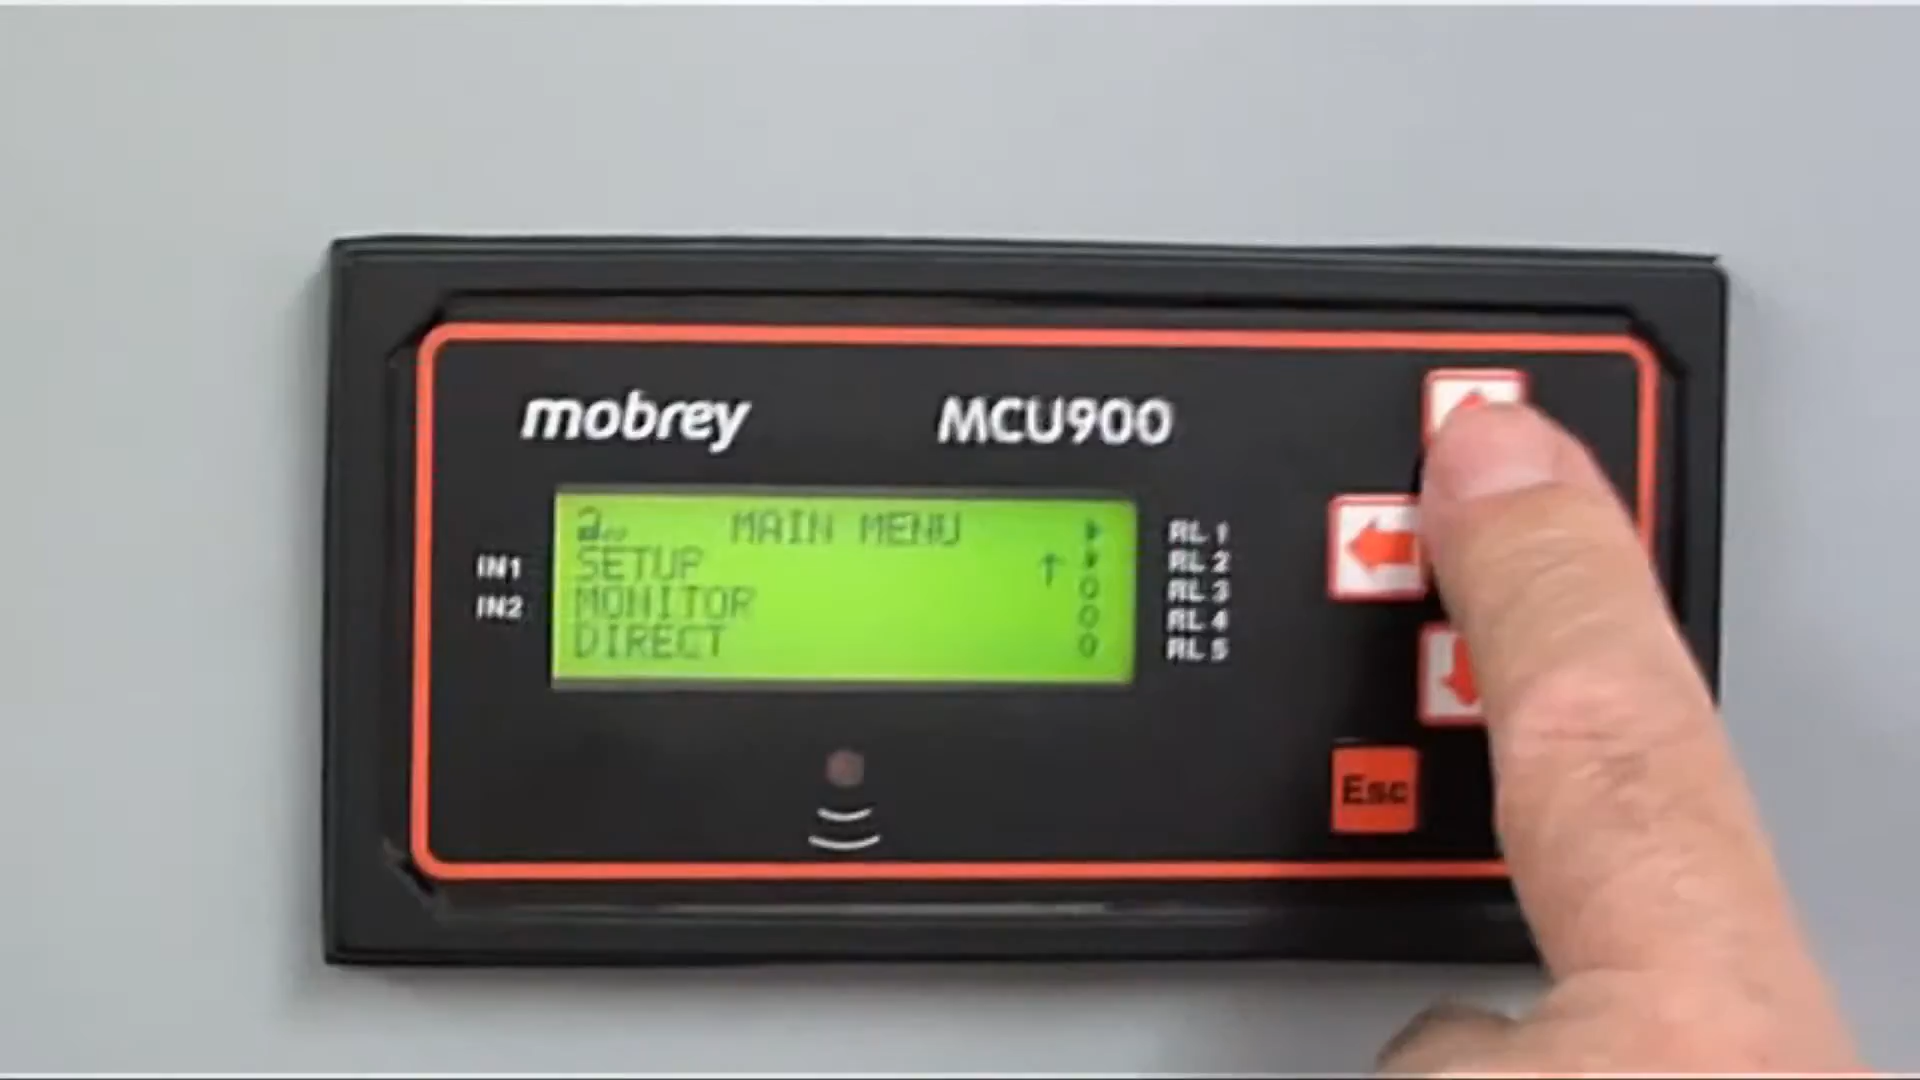 mobrey
MCU900
MAIN MENU
SETUP
MONITOR
DIRECT
IN1
IN2
RL 1
RL 2
RL 3
RL 4
RL 5
Esc